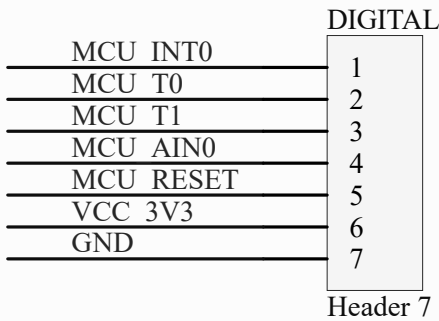 DIGITAL
MCU INT0 1
MCU T0 2
MCU T1 3
MCU AIN0 4
MCU RESET 5
VCC 3V3 6
GND 7
Header 7